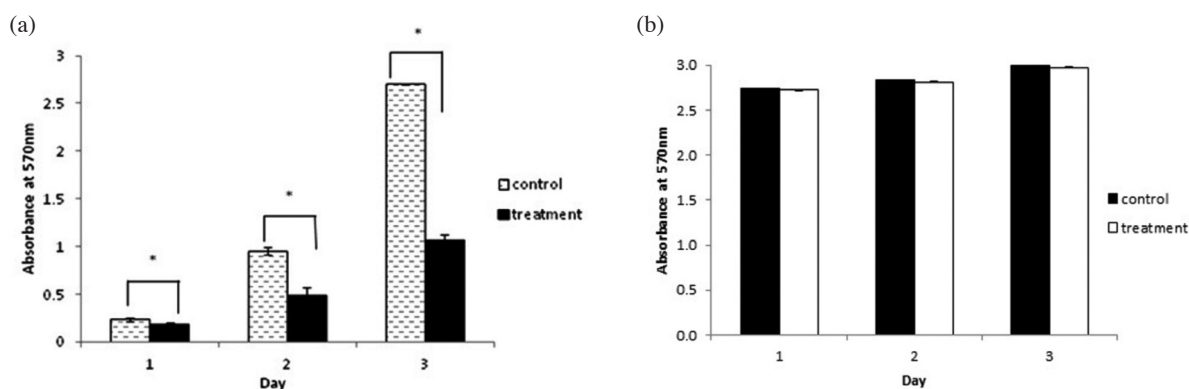 (a)
*
*
*
3
2.5
2
1.5
1
0.5
0
Absorbance at 570nm
1 2 3
Day
control
treatment
(b)
3.0
2.5
2.0
1.5
1.0
0.5
0.0
Absorbance at 570nm
1 2 3
Day
control
treatment